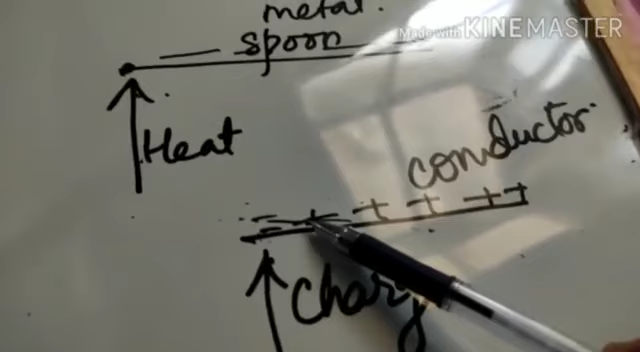 metal.
spoon
Made with KINEMASTER
Heat
conductor.
= - + + + + +